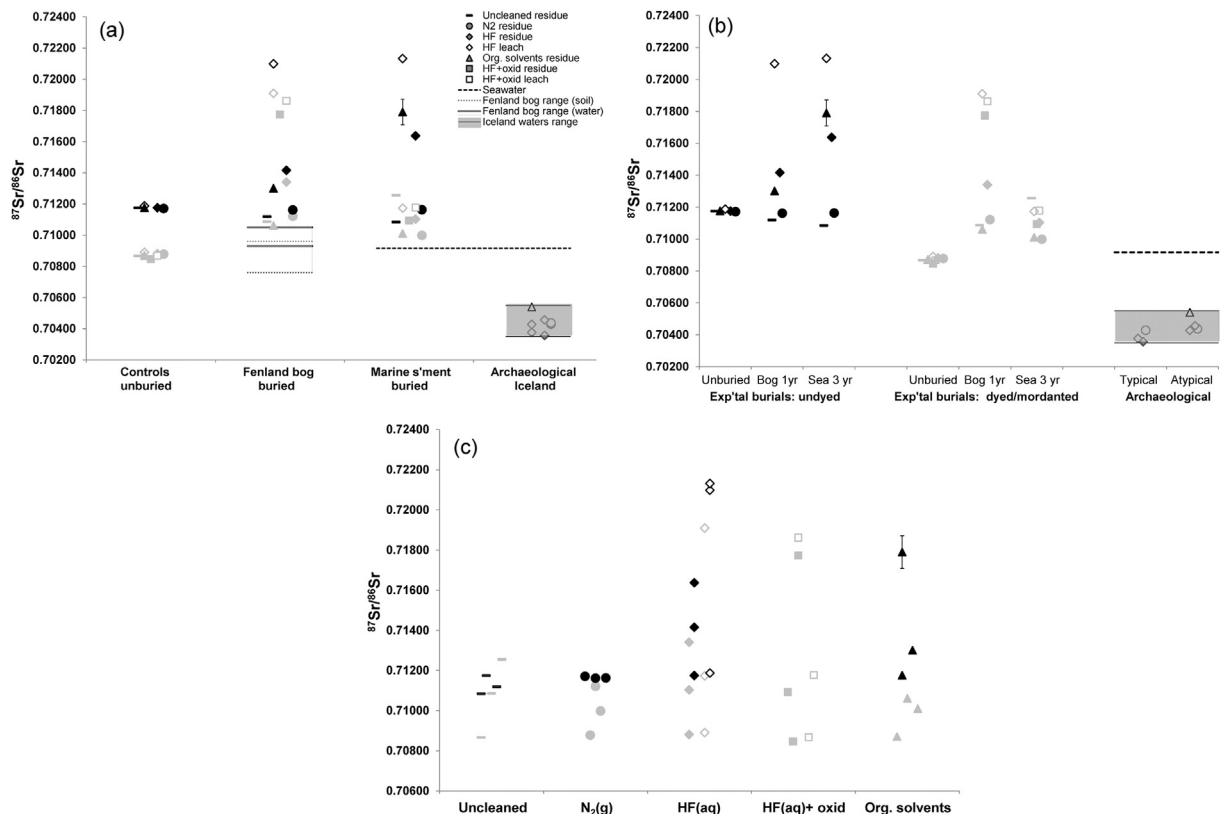 (a)
0.72400
0.72200
0.72000
0.71800
0.71600
0.71400
0.71200
0.71000
0.70800
0.70600
0.70400
0.70200
87Sr/86Sr
Uncleaned residue
N2 residue
HF residue
HF leach
Org. solvents residue
HF+oxid residue
HF+oxid leach
Seawater
Fenland bog range (soil)
Fenland bog range (water)
Iceland waters range
Controls
unburied
Fenland bog
buried
Marine s'ment
buried
Archaeological
Iceland
(b)
0.72400
0.72200
0.72000
0.71800
0.71600
0.71400
0.71200
0.71000
0.70800
0.70600
0.70400
0.70200
87Sr/86Sr
Unburied Bog 1yr Sea 3 yr Unburied Bog 1yr Sea 3 yr Typical Atypical
Exp'tal burials: undyed Exp'tal burials: dyed/mordanted Archaeological
(c)
0.72400
0.72200
0.72000
0.71800
0.71600
0.71400
0.71200
0.71000
0.70800
0.70600
87Sr/86Sr
Uncleaned N2(g) HF(aq) HF(aq)+ oxid Org. solvents